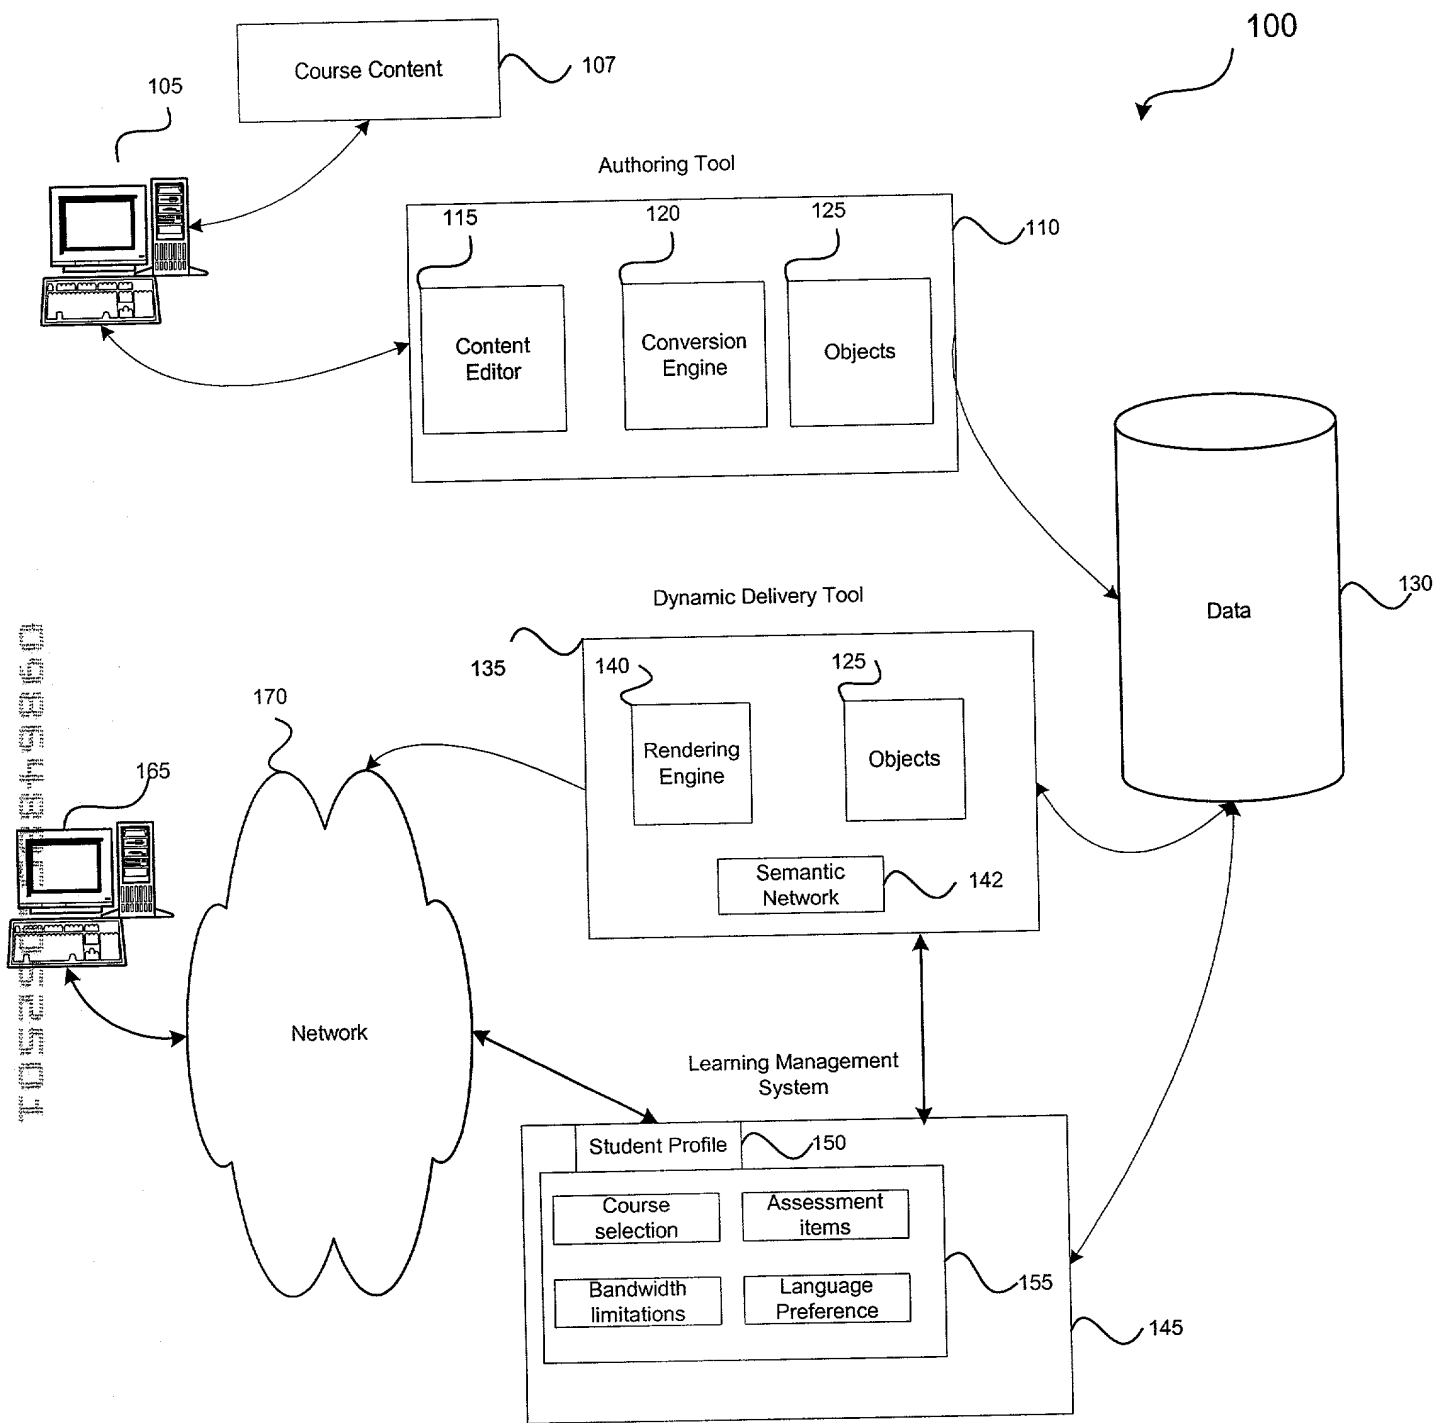 100
Course Content
107
105
Authoring Tool
115
120
125
110
Content
Editor
Conversion
Engine
Objects
Data
130
Dynamic Delivery Tool
135
140
125
Rendering
Engine
Objects
Semantic
Network
142
170
165
Network
Learning Management
System
Student Profile
150
Course
selection
Assessment
items
Bandwidth
limitations
Language
Preference
155
145